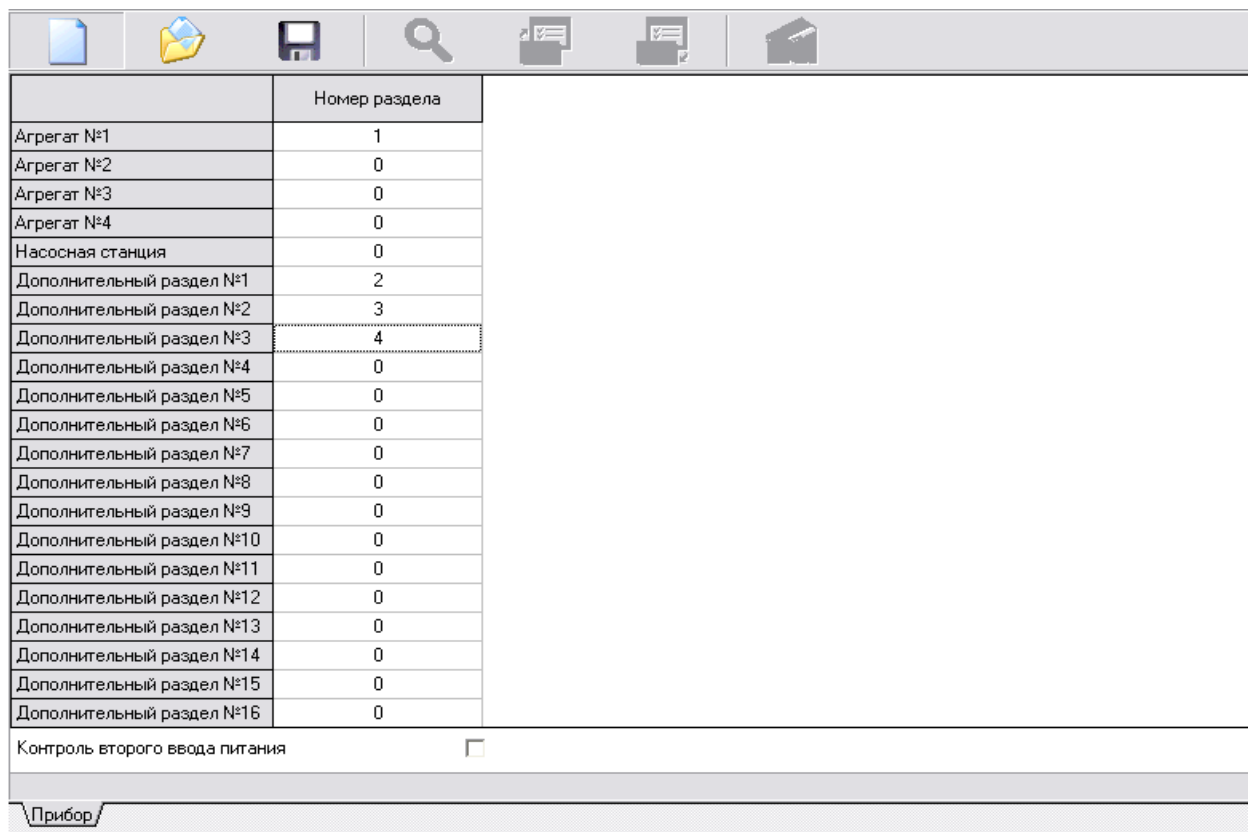 Номер раздела
Агрегат №1 1
Агрегат №2 0
Агрегат №3 0
Агрегат №4 0
Насосная станция 0
Дополнительный раздел №1 2
Дополнительный раздел №2 3
Дополнительный раздел №3 4
Дополнительный раздел №4 0
Дополнительный раздел №5 0
Дополнительный раздел №6 0
Дополнительный раздел №7 0
Дополнительный раздел №8 0
Дополнительный раздел №9 0
Дополнительный раздел №10 0
Дополнительный раздел №11 0
Дополнительный раздел №12 0
Дополнительный раздел №13 0
Дополнительный раздел №14 0
Дополнительный раздел №15 0
Дополнительный раздел №16 0
Контроль второго ввода питания
Прибор